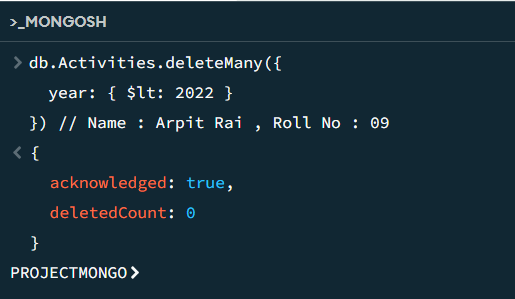 >_MONGOSH
> db.Activities.deleteMany({
year: { $lt: 2022 }
}) // Name : Arpit Rai , Roll No : 09
< {
acknowledged: true,
deletedCount: 0
}
PROJECTMONGO>